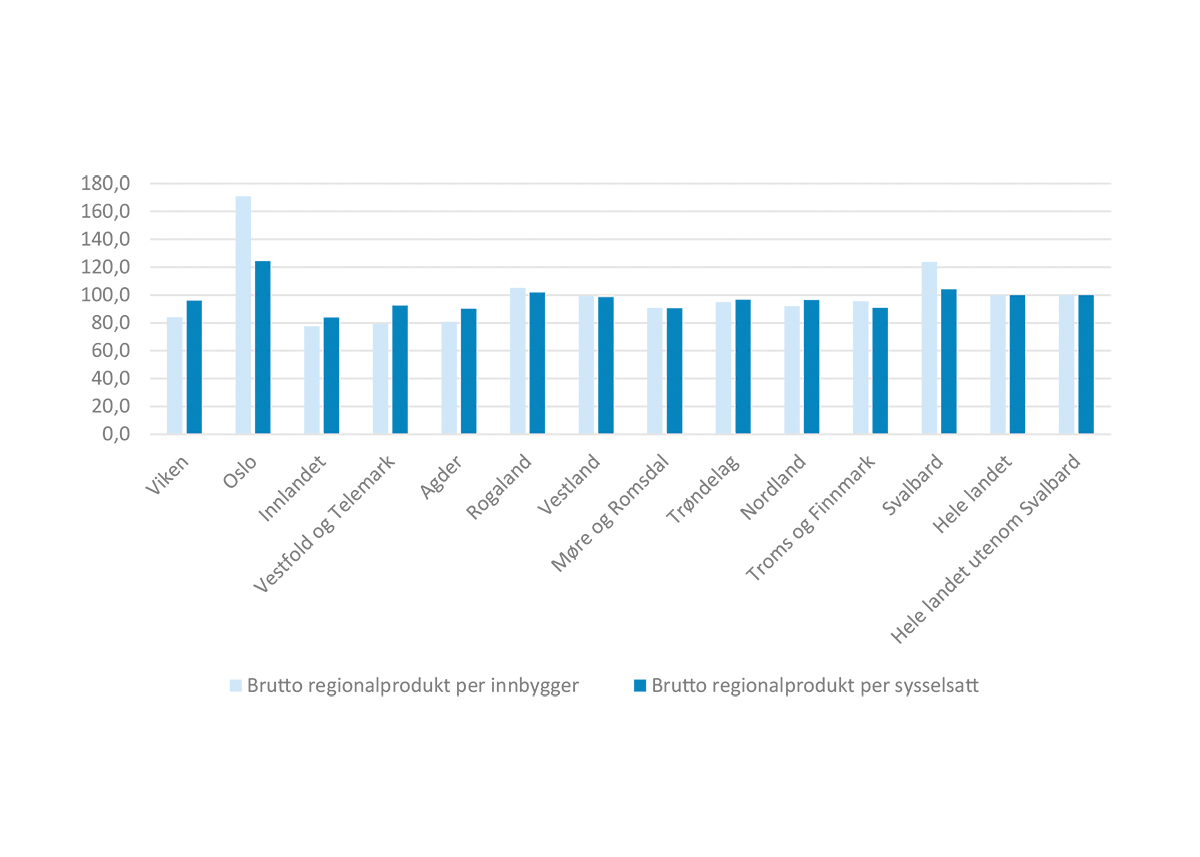 180,0
160,0
140,0
120,0
100,0
80,0
60,0
40,0
20,0
0,0
Viken
Oslo
Innlandet
Vestfold og Telemark
Agder
Rogaland
Vestland
Møre og Romsdal
Trøndelag
Nordland
Troms og Finnmark
Svalbard
Hele landet
Hele landet utenom Svalbard
Brutto regionalprodukt per innbygger
Brutto regionalprodukt per sysselsatt